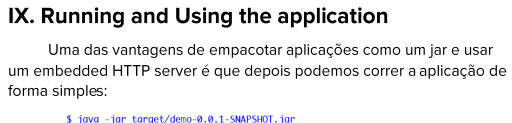 IX. Running and Using the application
Uma das vantagens de empacotar aplicações como um jar e usar
um embedded HTTP server é que depois podemos correr a aplicação de
forma simples:
$ java -jar target/demo-0.0.1-SNAPSHOT.jar